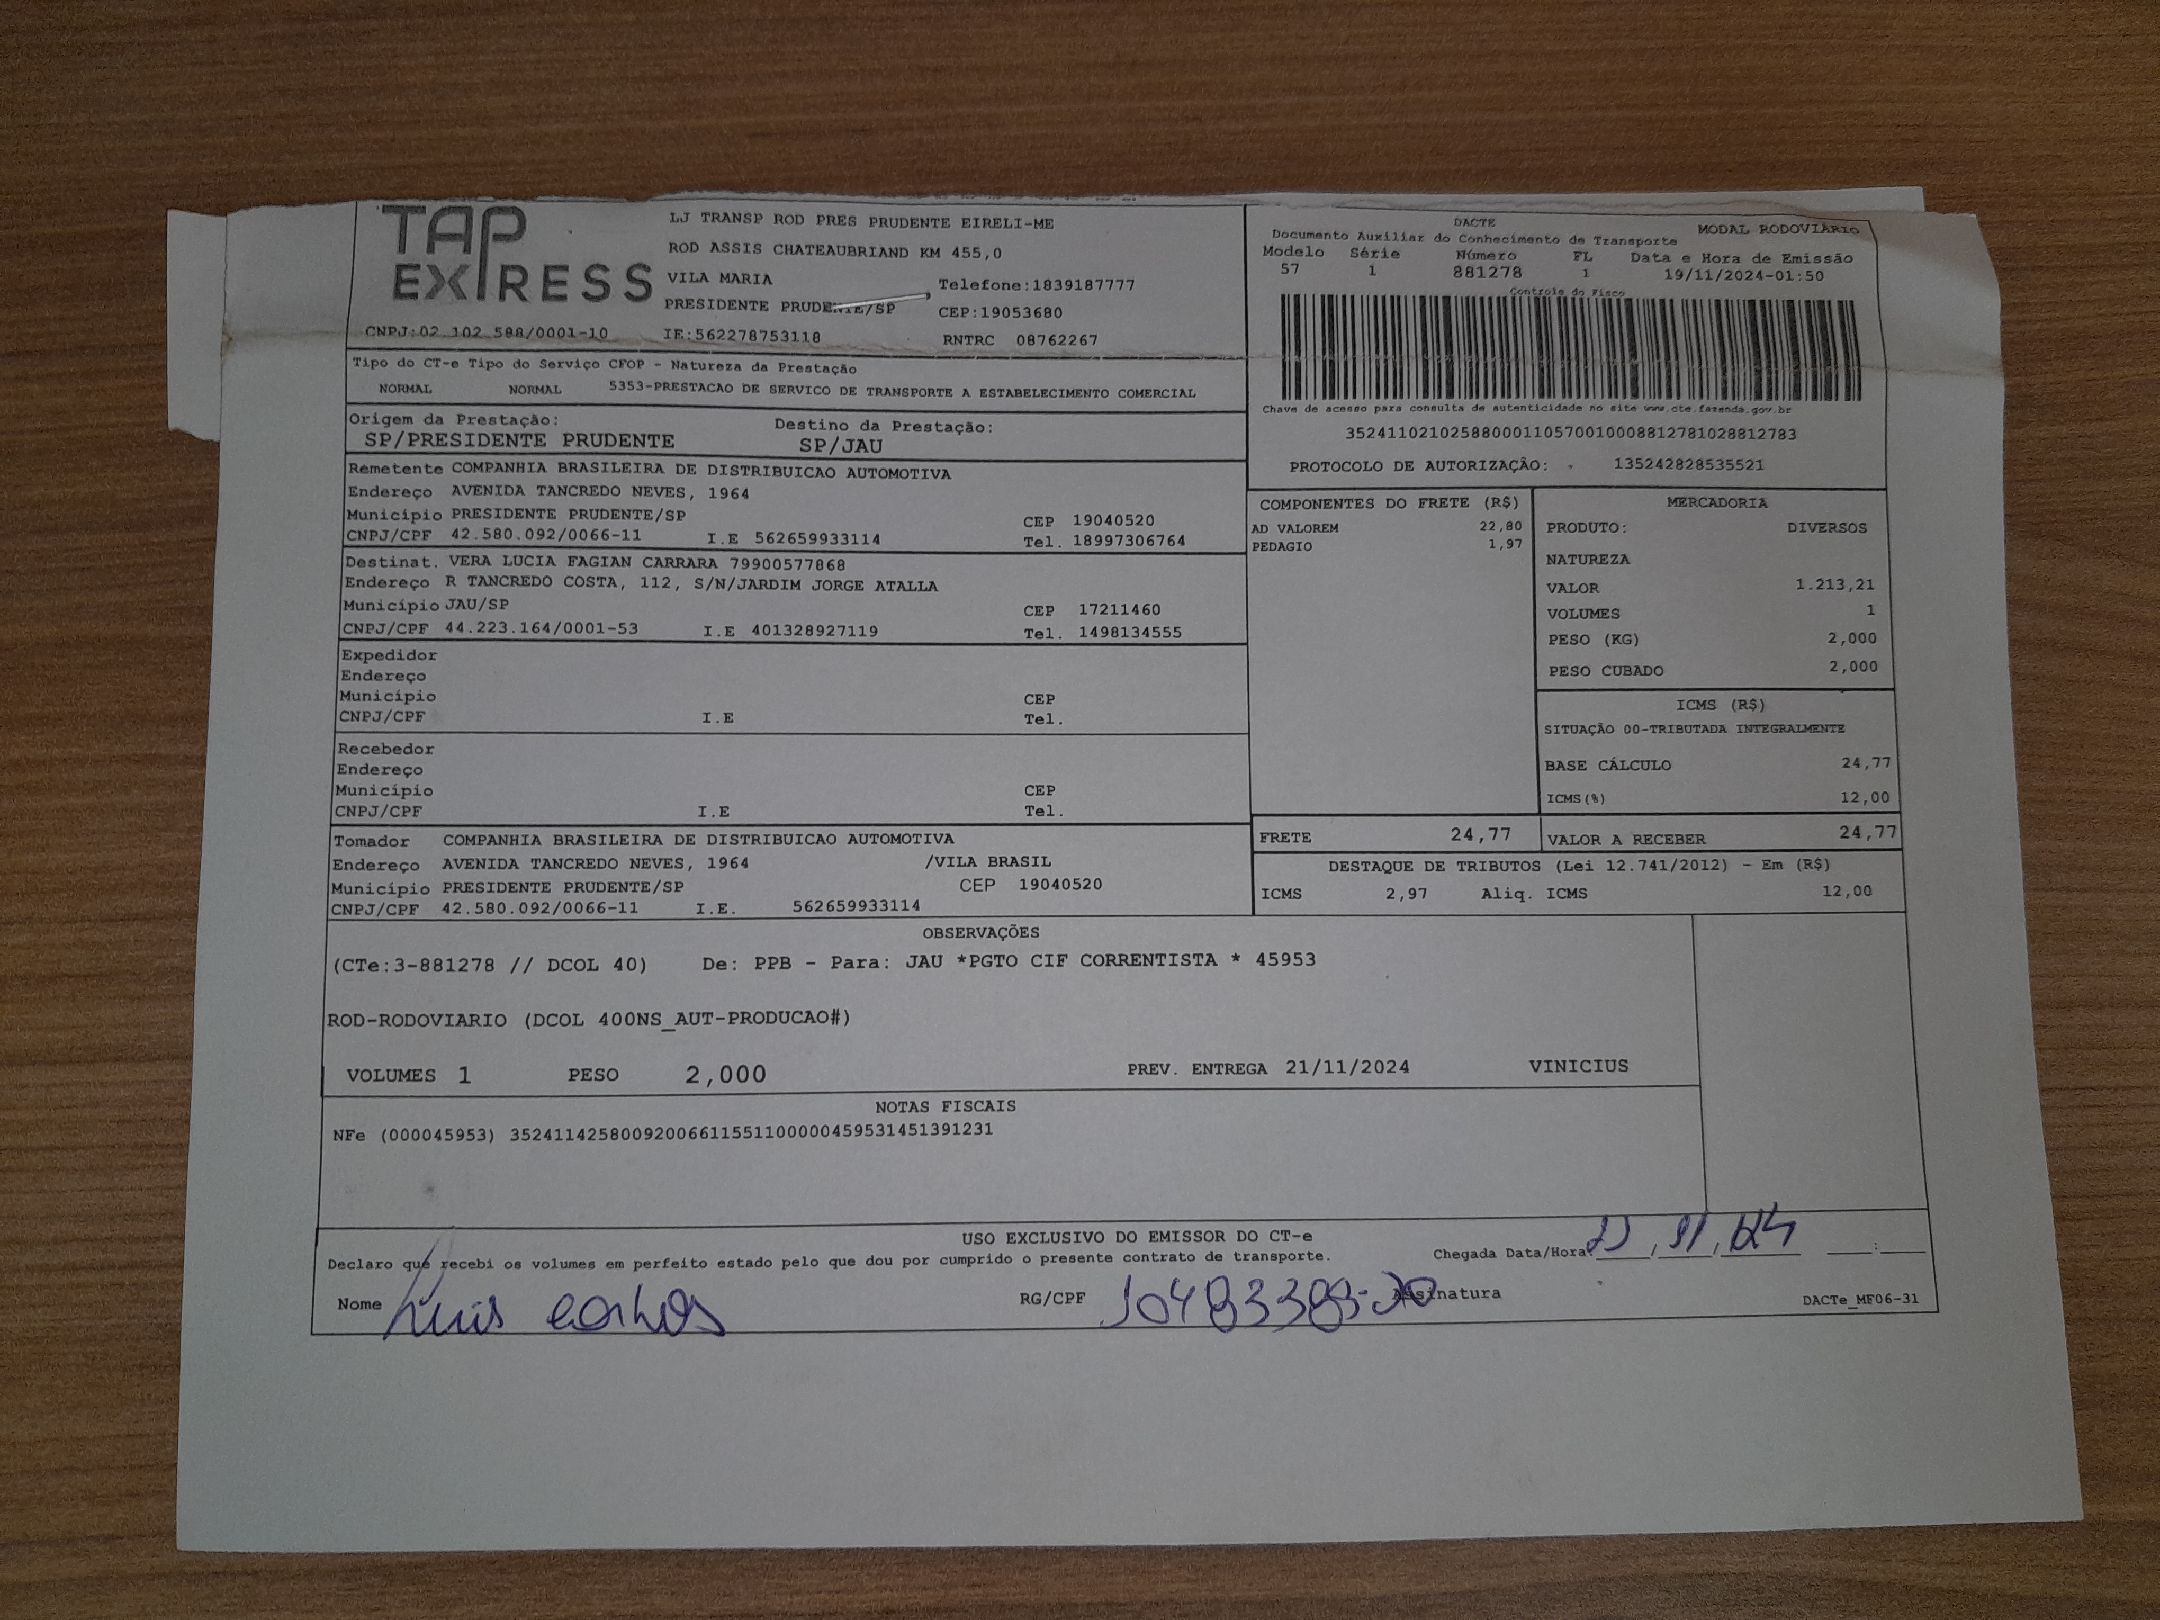 TAP EXPRESS
LJ TRANSP ROD PRES PRUDENTE EIRELI-ME
ROD ASSIS CHATEAUBRIAND KM 455,0
VILA MARIA
Telefone:1839187777
PRESIDENTE PRUDENTE/SP
CEP:19053680
CNPJ:02.102.588/0001-10 IE:562278753118 RNTRC 08762267
DACTE
MODAL RODOVIÁRIO
Documento Auxiliar do Conhecimento de Transporte
Modelo Série Número FL Data e Hora de Emissão
57 1 881278 1 19/11/2024-01:50
Controle do Fisco
Chave de acesso para consulta de autenticidade no site www.cte.fazenda.gov.br
35241102102588000110570010008812781028812783
PROTOCOLO DE AUTORIZAÇÃO: 135242828535521
Tipo do CT-e Tipo do Serviço CFOP - Natureza da Prestação
NORMAL NORMAL 5353-PRESTACAO DE SERVICO DE TRANSPORTE A ESTABELECIMENTO COMERCIAL
Origem da Prestação: Destino da Prestação:
SP/PRESIDENTE PRUDENTE SP/JAU
Remetente COMPANHIA BRASILEIRA DE DISTRIBUICAO AUTOMOTIVA
Endereço AVENIDA TANCREDO NEVES, 1964
Município PRESIDENTE PRUDENTE/SP CEP 19040520
CNPJ/CPF 42.580.092/0066-11 I.E 562659933114 Tel. 18997306764
Destinat. VERA LUCIA FAGIAN CARRARA 79900577868
Endereço R TANCREDO COSTA, 112, S/N/JARDIM JORGE ATALLA
Município JAU/SP CEP 17211460
CNPJ/CPF 44.223.164/0001-53 I.E 401328927119 Tel. 1498134555
Expedidor
Endereço
Município CEP
CNPJ/CPF I.E Tel.
Recebedor
Endereço
Município CEP
CNPJ/CPF I.E Tel.
Tomador COMPANHIA BRASILEIRA DE DISTRIBUICAO AUTOMOTIVA
Endereço AVENIDA TANCREDO NEVES, 1964 /VILA BRASIL
Município PRESIDENTE PRUDENTE/SP CEP 19040520
CNPJ/CPF 42.580.092/0066-11 I.E. 562659933114
COMPONENTES DO FRETE (R$)
AD VALOREM 22,80
PEDAGIO 1,97
MERCADORIA
PRODUTO: DIVERSOS
NATUREZA
VALOR 1.213,21
VOLUMES 1
PESO (KG) 2,000
PESO CUBADO 2,000
ICMS (R$)
SITUAÇÃO 00-TRIBUTADA INTEGRALMENTE
BASE CÁLCULO 24,77
ICMS(%) 12,00
FRETE 24,77 VALOR A RECEBER 24,77
DESTAQUE DE TRIBUTOS (Lei 12.741/2012) - Em (R$)
ICMS 2,97 Aliq. ICMS 12,00
OBSERVAÇÕES
(CTe:3-881278 // DCOL 40) De: PPB - Para: JAU *PGTO CIF CORRENTISTA * 45953
ROD-RODOVIARIO (DCOL 400NS_AUT-PRODUCAO#)
VOLUMES 1 PESO 2,000 PREV. ENTREGA 21/11/2024 VINICIUS
NOTAS FISCAIS
NFe (000045953) 35241142580092006611551100000459531451391231
USO EXCLUSIVO DO EMISSOR DO CT-e
Declaro que recebi os volumes em perfeito estado pelo que dou por cumprido o presente contrato de transporte. Chegada Data/Hora:
Nome Luis Carlos RG/CPF Assinatura DACTe_MF06-31